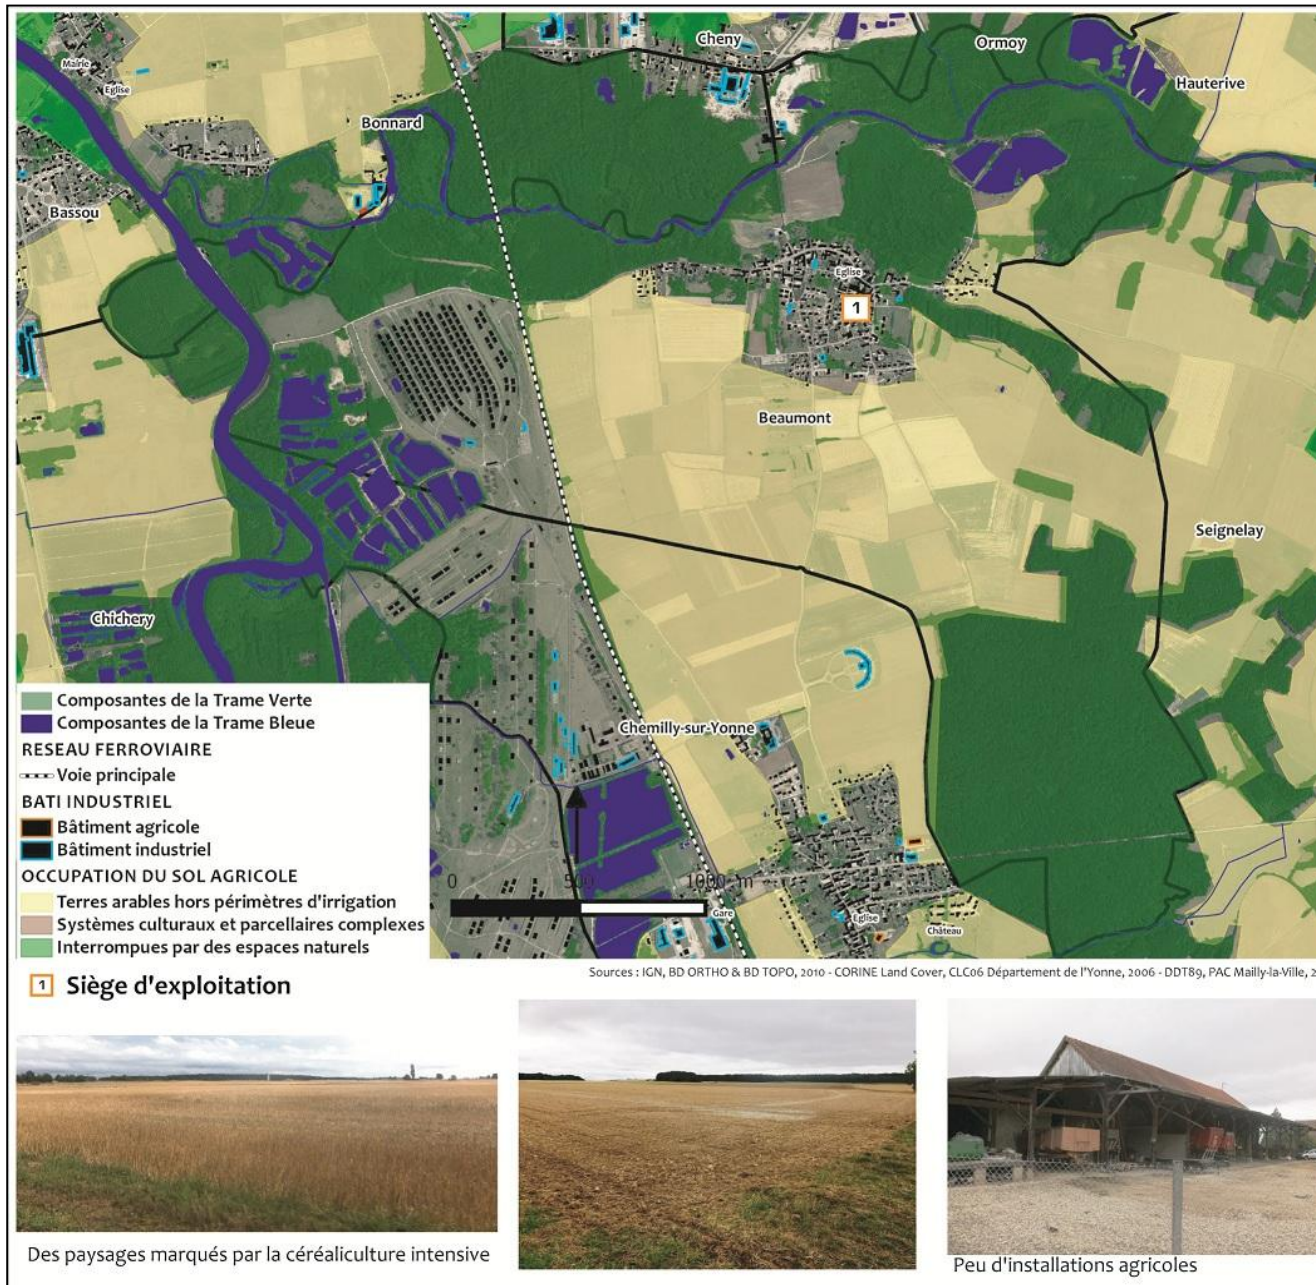 Cheny
Ormoy
Hauterive
Mairie
Eglise
Bonnard
Bassou
Eglise
1
Beaumont
Seignelay
Chichery
Chemilly-sur-Yonne
Composantes de la Trame Verte
Composantes de la Trame Bleue
RESEAU FERROVIAIRE
Voie principale
BATI INDUSTRIEL
Bâtiment agricole
Bâtiment industriel
OCCUPATION DU SOL AGRICOLE
Terres arables hors périmètres d'irrigation
Systèmes culturaux et parcellaires complexes
Interrompues par des espaces naturels
0 500 1000 m
Gare
Eglise
Château
Sources : IGN, BD ORTHO & BD TOPO, 2010 - CORINE Land Cover, CLC06 Département de l'Yonne, 2006 - DDT89, PAC Mailly-la-Ville, 2
1 Siège d'exploitation
Des paysages marqués par la céréaliculture intensive
Peu d'installations agricoles